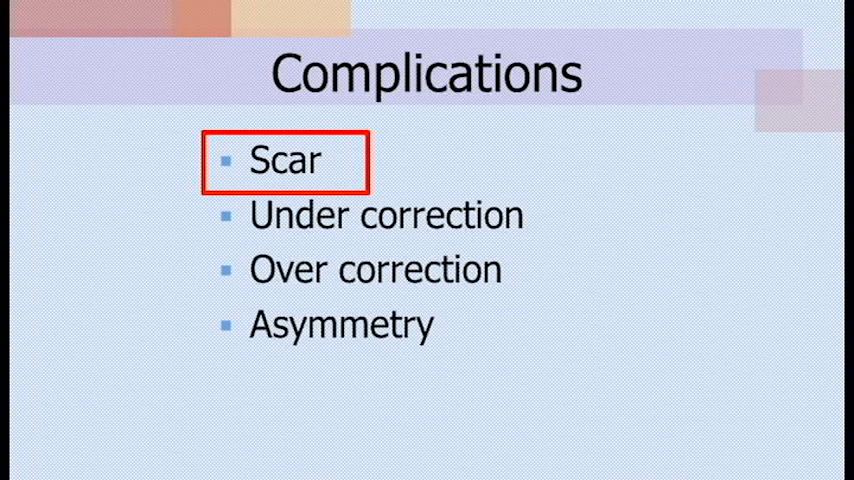 Complications
Scar
Under correction
Over correction
Asymmetry